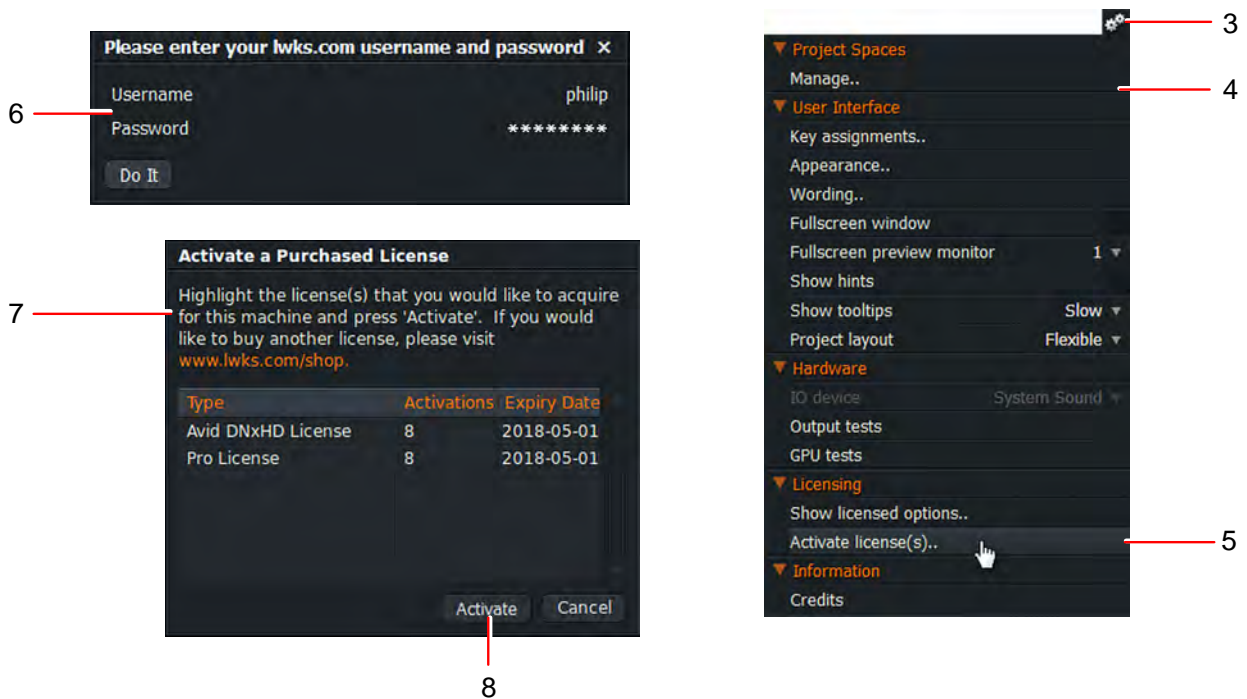 Please enter your lwks.com username and password ×
Username philip
6
Password ********
Do It
Activate a Purchased License
7
Highlight the license(s) that you would like to acquire
for this machine and press 'Activate'. If you would
like to buy another license, please visit
www.lwks.com/shop.
Type Activations Expiry Date
Avid DNxHD License 8 2018-05-01
Pro License 8 2018-05-01
Activate Cancel
8
3
Project Spaces
Manage..
4
User Interface
Key assignments..
Appearance..
Wording..
Fullscreen window
Fullscreen preview monitor 1
Show hints
Show tooltips Slow
Project layout Flexible
Hardware
IO device System Sound
Output tests
GPU tests
Licensing
Show licensed options..
Activate license(s)..
5
Information
Credits